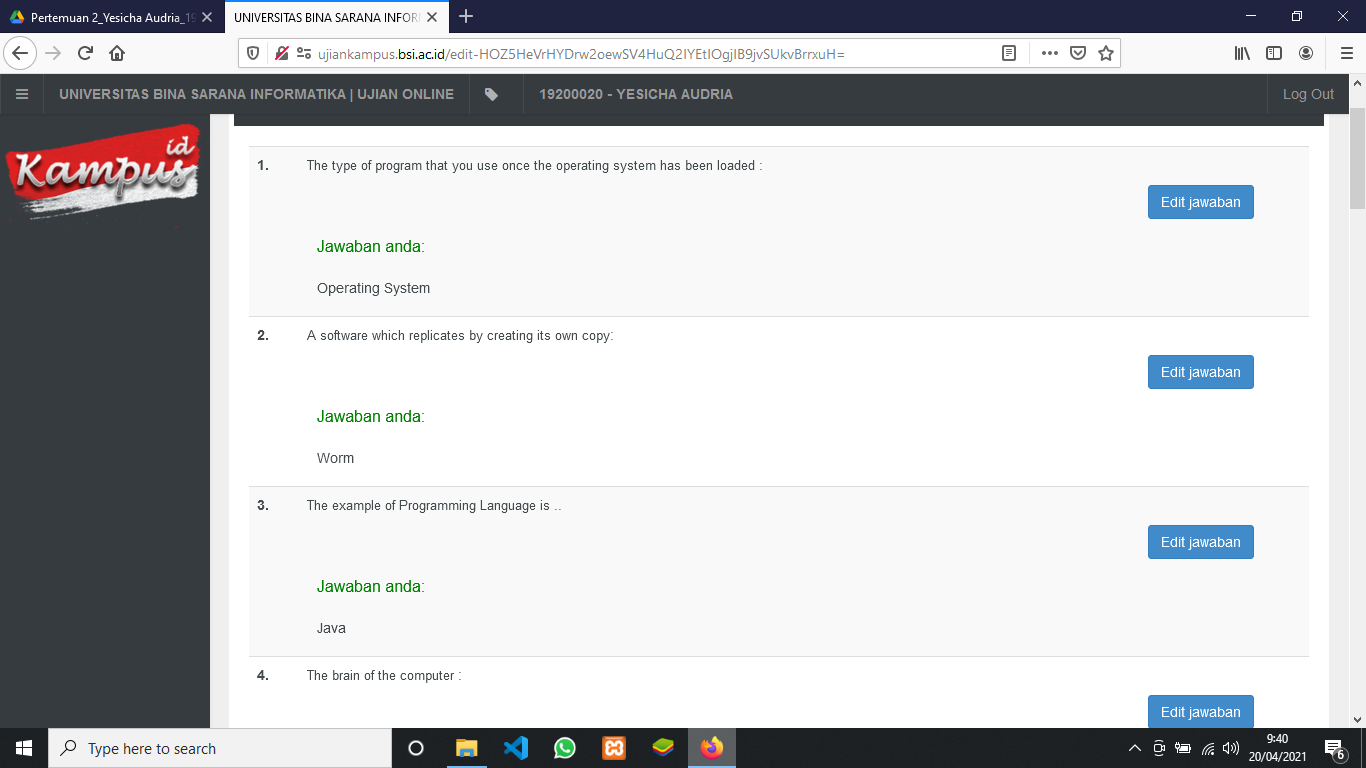 Pertemuan 2_Yesicha Audria_19
UNIVERSITAS BINA SARANA INFOR
ujiankampus.bsi.ac.id/edit-HOZ5HeVrHYDrw2oewSV4HuQ2IYEtIOgjIB9jvSUkvBrrxuH=
UNIVERSITAS BINA SARANA INFORMATIKA | UJIAN ONLINE
19200020 - YESICHA AUDRIA
Log Out
Kampus id
1. The type of program that you use once the operating system has been loaded :
Edit jawaban
Jawaban anda:
Operating System
2. A software which replicates by creating its own copy:
Edit jawaban
Jawaban anda:
Worm
3. The example of Programming Language is ..
Edit jawaban
Jawaban anda:
Java
4. The brain of the computer :
Edit jawaban
Type here to search
9:40
20/04/2021
6